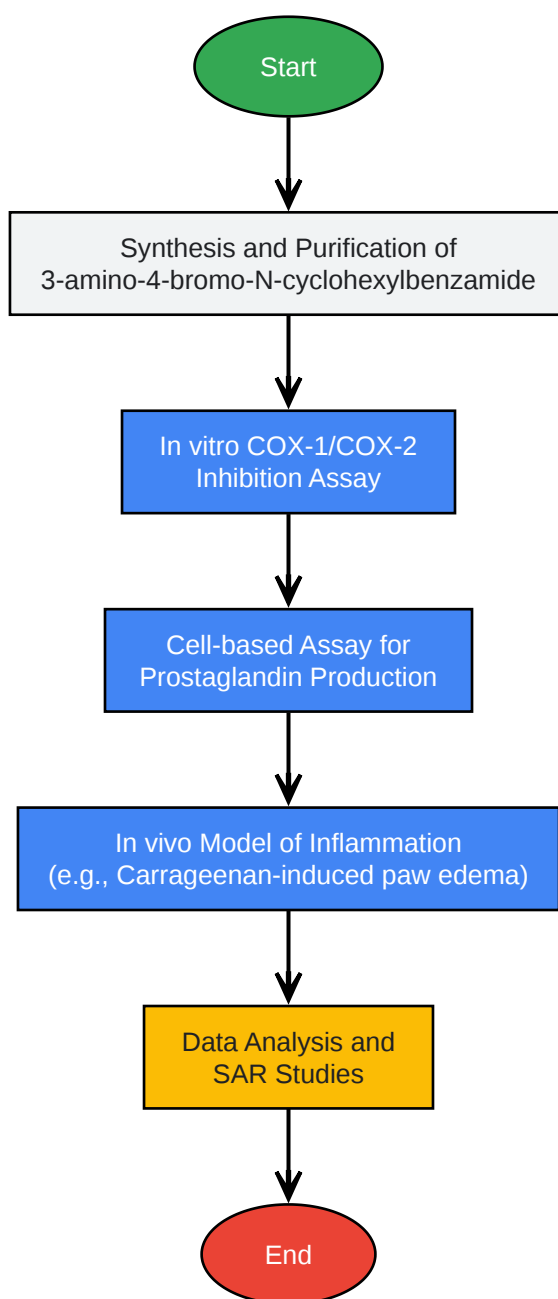 Start
Synthesis and Purification of
3-amino-4-bromo-N-cyclohexylbenzamide
In vitro COX-1/COX-2
Inhibition Assay
Cell-based Assay for
Prostaglandin Production
In vivo Model of Inflammation
(e.g., Carrageenan-induced paw edema)
Data Analysis and
SAR Studies
End